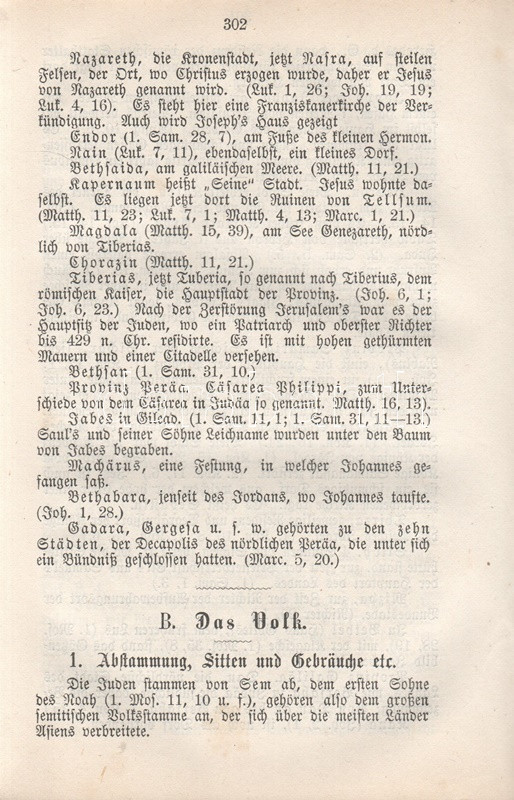 302
Nazareth, die Kronenstadt, jetzt Nasra, auf steilen
Felsen, der Ort, wo Christus erzogen wurde, daher er Jesus
von Nazareth genannt wird. (Luk. 1, 26; Joh. 19, 19;
Luk. 4, 16). Es steht hier eine Franziskanerkirche der Ver-
kündigung. Auch wird Joseph's Haus gezeigt
Endor (1. Sam. 28, 7), am Fuße des kleinen Hermon.
Nain (Luk. 7, 11), ebendaselbst, ein kleines Dorf.
Bethsaida, am galiläischen Meere. (Matth. 11, 21.)
Kapernaum heißt „Seine“ Stadt. Jesus wohnte da-
selbst. Es liegen jetzt dort die Ruinen von Tellsum.
(Matth. 11, 23; Luk. 7, 1; Matth. 4, 13; Marc. 1, 21.)
Magdala (Matth. 15, 39), am See Genezareth, nörd-
lich von Tiberias.
Chorazin (Matth. 11, 21.)
Tiberias, jetzt Tuberia, so genannt nach Tiberius, dem
römischen Kaiser, die Hauptstadt der Provinz. (Joh. 6, 1;
Joh. 6, 23.) Nach der Zerstörung Jerusalem's war es der
Hauptsitz der Juden, wo ein Patriarch und oberster Richter
bis 429 n. Chr. residirte. Es ist mit hohen gethürmten
Mauern und einer Citadelle versehen.
Bethsan (1. Sam. 31, 10.)
Provinz Peräa. Cäsarea Philippi, zum Unter-
schiede von dem Cäsarea in Judäa so genannt. Matth. 16, 13).
Jabes in Gilead. (1. Sam. 11, 1; 1. Sam. 31, 11—13.)
Saul's und seiner Söhne Leichname wurden unter den Baum
von Jabes begraben.
Machärus, eine Festung, in welcher Johannes ge-
fangen saß.
Bethabara, jenseit des Jordans, wo Johannes taufte.
(Joh. 1, 28.)
Gadara, Gergesa u. s. w. gehörten zu den zehn
Städten, der Decapolis des nördlichen Peräa, die unter sich
ein Bündniß geschlossen hatten. (Marc. 5, 20.)
B. Das Volk.
1. Abstammung, Sitten und Gebräuche etc.
Die Juden stammen von Sem ab, dem ersten Sohne
des Noah (1. Mos. 11, 10 u. f.), gehören also dem großen
semitischen Volksstamme an, der sich über die meisten Länder
Asiens verbreitete.